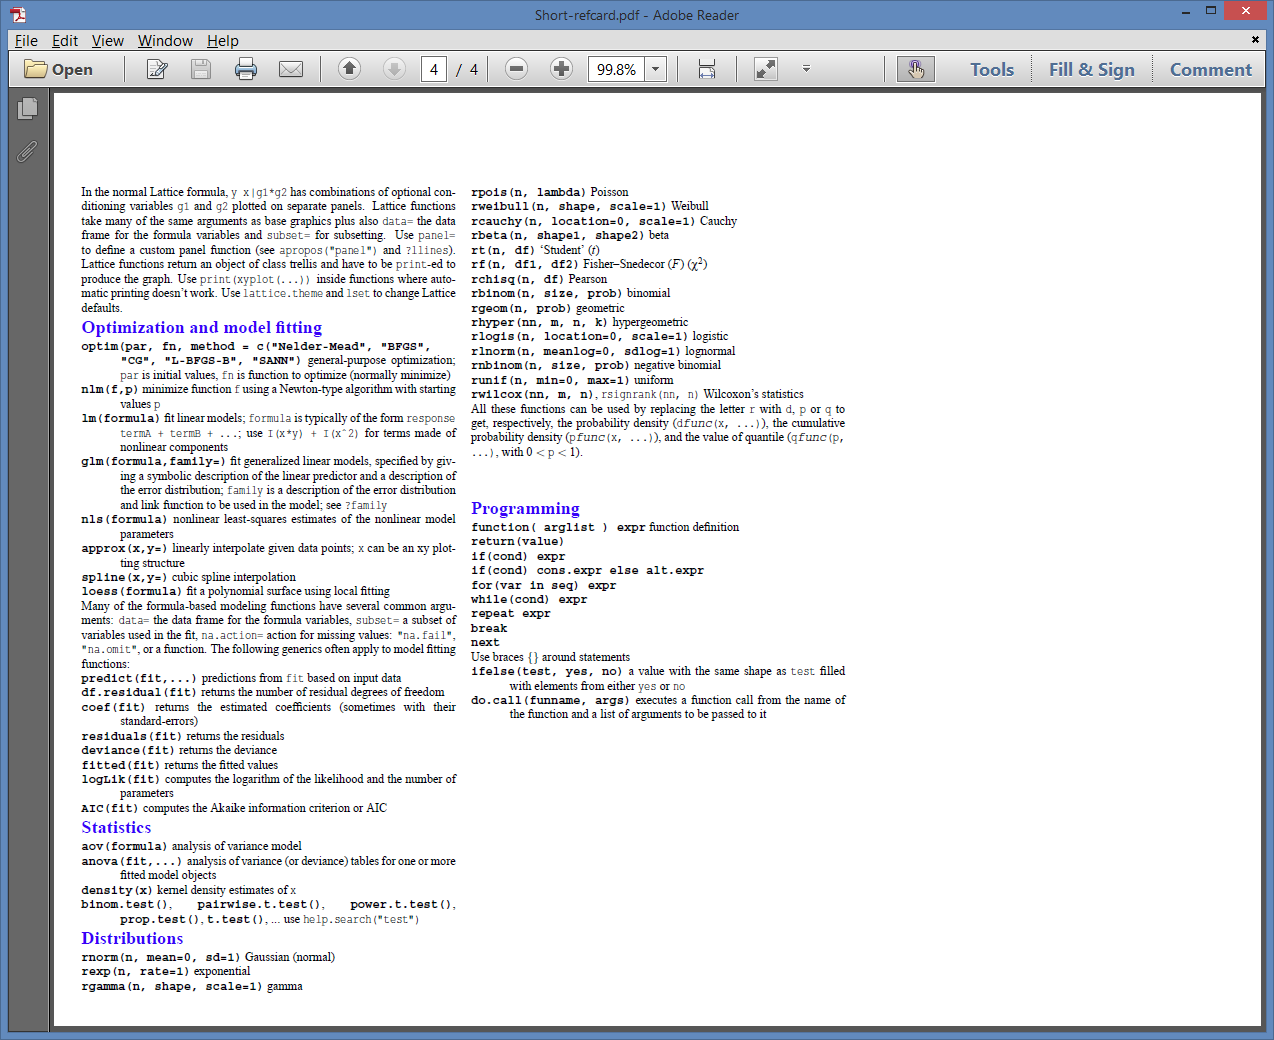 Short-refcard.pdf - Adobe Reader
File Edit View Window Help
Open 4 / 4 99.8% Tools Fill & Sign Comment
In the normal Lattice formula, y x|g1*g2 has combinations of optional con-
ditioning variables g1 and g2 plotted on separate panels. Lattice functions
take many of the same arguments as base graphics plus also data= the data
frame for the formula variables and subset= for subsetting. Use panel=
to define a custom panel function (see apropos("panel") and ?llines).
Lattice functions return an object of class trellis and have to be print-ed to
produce the graph. Use print(xyplot(...)) inside functions where auto-
matic printing doesn't work. Use lattice.theme and lset to change Lattice
defaults.
Optimization and model fitting
optim(par, fn, method = c("Nelder-Mead", "BFGS",
"CG", "L-BFGS-B", "SANN") general-purpose optimization;
par is initial values, fn is function to optimize (normally minimize)
nlm(f,p) minimize function f using a Newton-type algorithm with starting
values p
lm(formula) fit linear models; formula is typically of the form response
termA + termB + ...; use I(x*y) + I(x^2) for terms made of
nonlinear components
glm(formula,family=) fit generalized linear models, specified by giv-
ing a symbolic description of the linear predictor and a description of
the error distribution; family is a description of the error distribution
and link function to be used in the model; see ?family
nls(formula) nonlinear least-squares estimates of the nonlinear model
parameters
approx(x,y=) linearly interpolate given data points; x can be an xy plot-
ting structure
spline(x,y=) cubic spline interpolation
loess(formula) fit a polynomial surface using local fitting
Many of the formula-based modeling functions have several common argu-
ments: data= the data frame for the formula variables, subset= a subset of
variables used in the fit, na.action= action for missing values: "na.fail",
"na.omit", or a function. The following generics often apply to model fitting
functions:
predict(fit,...) predictions from fit based on input data
df.residual(fit) returns the number of residual degrees of freedom
coef(fit) returns the estimated coefficients (sometimes with their
standard-errors)
residuals(fit) returns the residuals
deviance(fit) returns the deviance
fitted(fit) returns the fitted values
logLik(fit) computes the logarithm of the likelihood and the number of
parameters
AIC(fit) computes the Akaike information criterion or AIC
Statistics
aov(formula) analysis of variance model
anova(fit,...) analysis of variance (or deviance) tables for one or more
fitted model objects
density(x) kernel density estimates of x
binom.test(), pairwise.t.test(), power.t.test(),
prop.test(), t.test(), ... use help.search("test")
Distributions
rnorm(n, mean=0, sd=1) Gaussian (normal)
rexp(n, rate=1) exponential
rgamma(n, shape, scale=1) gamma
rpois(n, lambda) Poisson
rweibull(n, shape, scale=1) Weibull
rcauchy(n, location=0, scale=1) Cauchy
rbeta(n, shape1, shape2) beta
rt(n, df) ‘Student’ (t)
rf(n, df1, df2) Fisher–Snedecor (F) (χ²)
rchisq(n, df) Pearson
rbinom(n, size, prob) binomial
rgeom(n, prob) geometric
rhyper(nn, m, n, k) hypergeometric
rlogis(n, location=0, scale=1) logistic
rlnorm(n, meanlog=0, sdlog=1) lognormal
rnbinom(n, size, prob) negative binomial
runif(n, min=0, max=1) uniform
rwilcox(nn, m, n), rsignrank(nn, n) Wilcoxon's statistics
All these functions can be used by replacing the letter r with d, p or q to
get, respectively, the probability density (dfunc(x, ...)), the cumulative
probability density (pfunc(x, ...)), and the value of quantile (qfunc(p,
...), with 0 < p < 1).
Programming
function( arglist ) expr function definition
return(value)
if(cond) expr
if(cond) cons.expr else alt.expr
for(var in seq) expr
while(cond) expr
repeat expr
break
next
Use braces {} around statements
ifelse(test, yes, no) a value with the same shape as test filled
with elements from either yes or no
do.call(funname, args) executes a function call from the name of
the function and a list of arguments to be passed to it